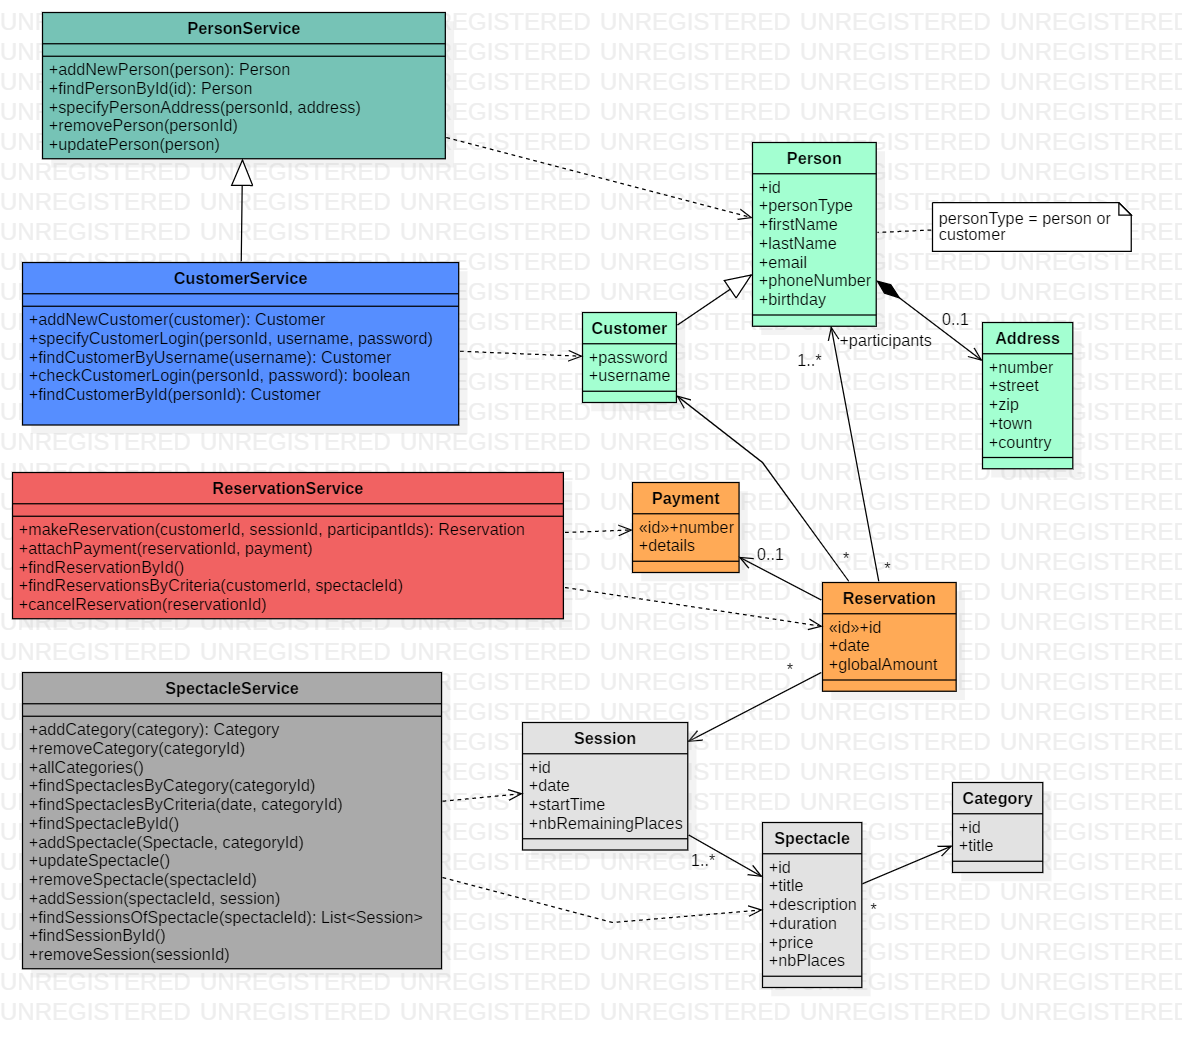 PersonService
+addNewPerson(person): Person
+findPersonById(id): Person
+specifyPersonAddress(personId, address)
+removePerson(personId)
+updatePerson(person)
Person
+id
+personType
+firstName
+lastName
+email
+phoneNumber
+birthday
personType = person or
customer
CustomerService
+addNewCustomer(customer): Customer
+specifyCustomerLogin(personId, username, password)
+findCustomerByUsername(username): Customer
+checkCustomerLogin(personId, password): boolean
+findCustomerById(personId): Customer
Customer
+password
+username
0..1
+participants
1..*
Address
+number
+street
+zip
+town
+country
ReservationService
+makeReservation(customerId, sessionId, participantIds): Reservation
+attachPayment(reservationId, payment)
+findReservationById()
+findReservationsByCriteria(customerId, spectacleId)
+cancelReservation(reservationId)
Payment
«id»+number
+details
0..1
*
*
Reservation
«id»+id
+date
+globalAmount
*
SpectacleService
+addCategory(category): Category
+removeCategory(categoryId)
+allCategories()
+findSpectaclesByCategory(categoryId)
+findSpectaclesByCriteria(date, categoryId)
+findSpectacleById()
+addSpectacle(Spectacle, categoryId)
+updateSpectacle()
+removeSpectacle(spectacleId)
+addSession(spectacleId, session)
+findSessionsOfSpectacle(spectacleId): List<Session>
+findSessionById()
+removeSession(sessionId)
Session
+id
+date
+startTime
+nbRemainingPlaces
1..*
Spectacle
+id
+title
+description
+duration
+price
+nbPlaces
*
Category
+id
+title
UNREGISTERED UNREGISTERED UNREGISTERED UNREGISTERED UNREGISTERED